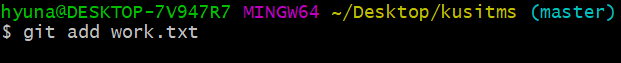 hyuna@DESKTOP-7V947R7 MINGW64 ~/Desktop/kusitms (master)
$ git add work.txt